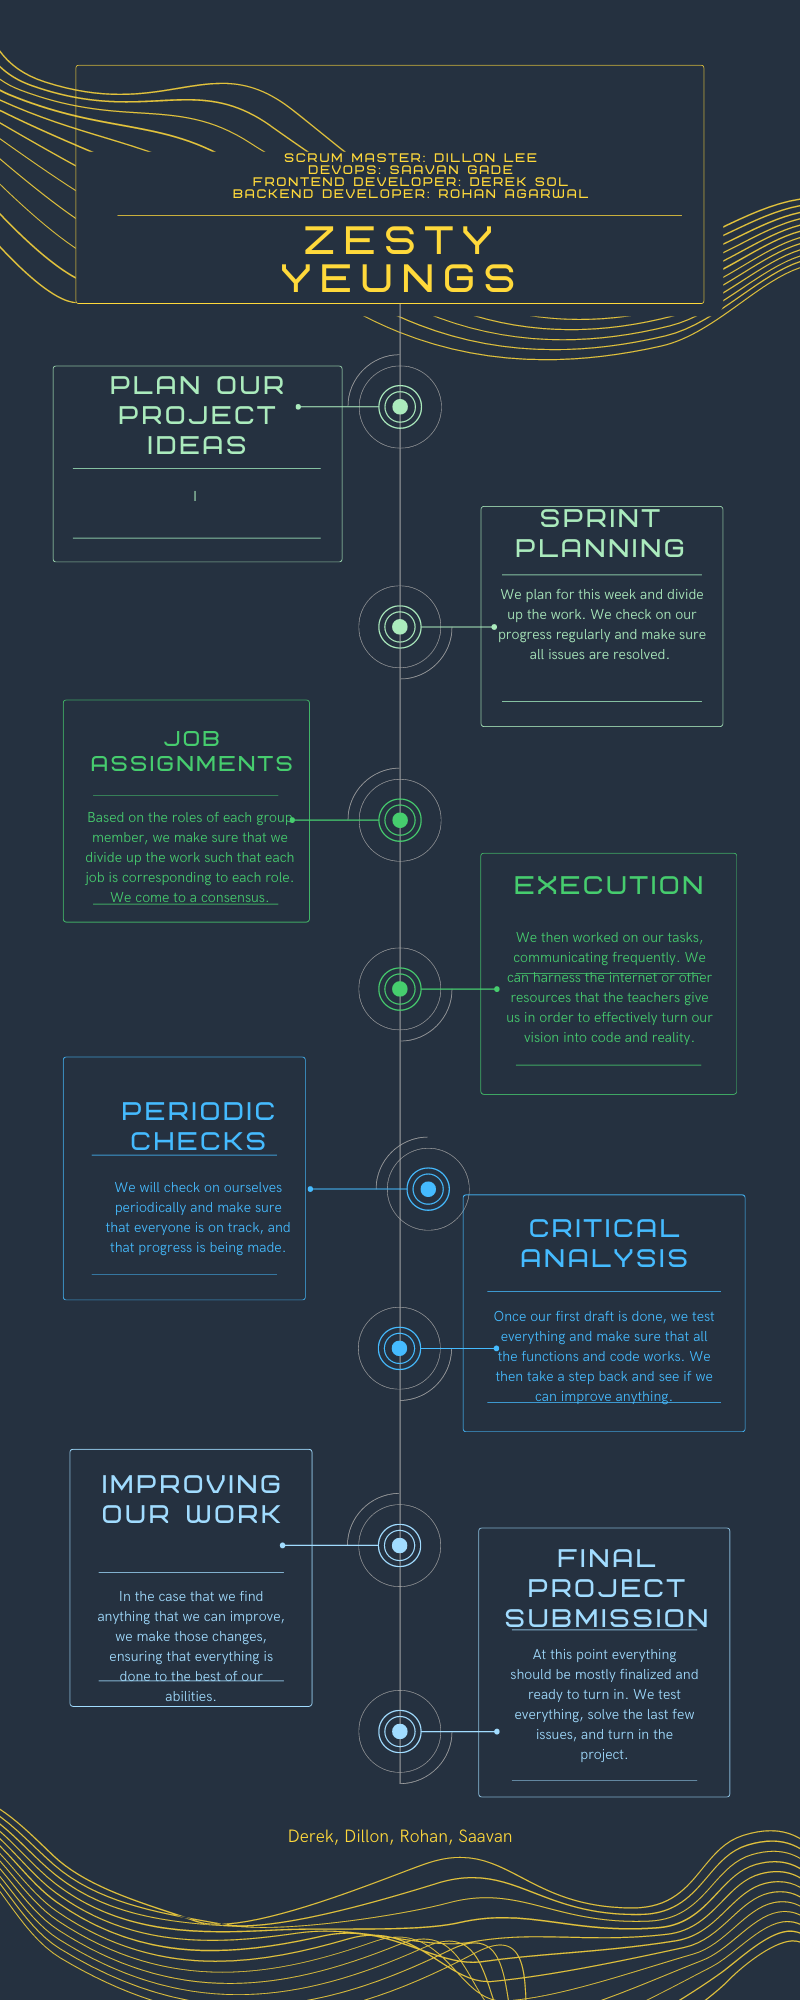 SCRUM MASTER: DILLON LEE
DEVOPS: SAAVAN GADE
FRONTEND DEVELOPER: DEREK SOL
BACKEND DEVELOPER: ROHAN AGARWAL
ZESTY
YEUNGS
PLAN OUR
PROJECT
IDEAS
I
SPRINT
PLANNING
We plan for this week and divide
up the work. We check on our
progress regularly and make sure
all issues are resolved.
JOB
ASSIGNMENTS
Based on the roles of each group
member, we make sure that we
divide up the work such that each
job is corresponding to each role.
We come to a consensus.
EXECUTION
We then worked on our tasks,
communicating frequently. We
can harness the internet or other
resources that the teachers give
us in order to effectively turn our
vision into code and reality.
PERIODIC
CHECKS
We will check on ourselves
periodically and make sure
that everyone is on track, and
that progress is being made.
CRITICAL
ANALYSIS
Once our first draft is done, we test
everything and make sure that all
the functions and code works. We
then take a step back and see if we
can improve anything.
IMPROVING
OUR WORK
In the case that we find
anything that we can improve,
we make those changes,
ensuring that everything is
done to the best of our
abilities.
FINAL
PROJECT
SUBMISSION
At this point everything
should be mostly finalized and
ready to turn in. We test
everything, solve the last few
issues, and turn in the
project.
Derek, Dillon, Rohan, Saavan